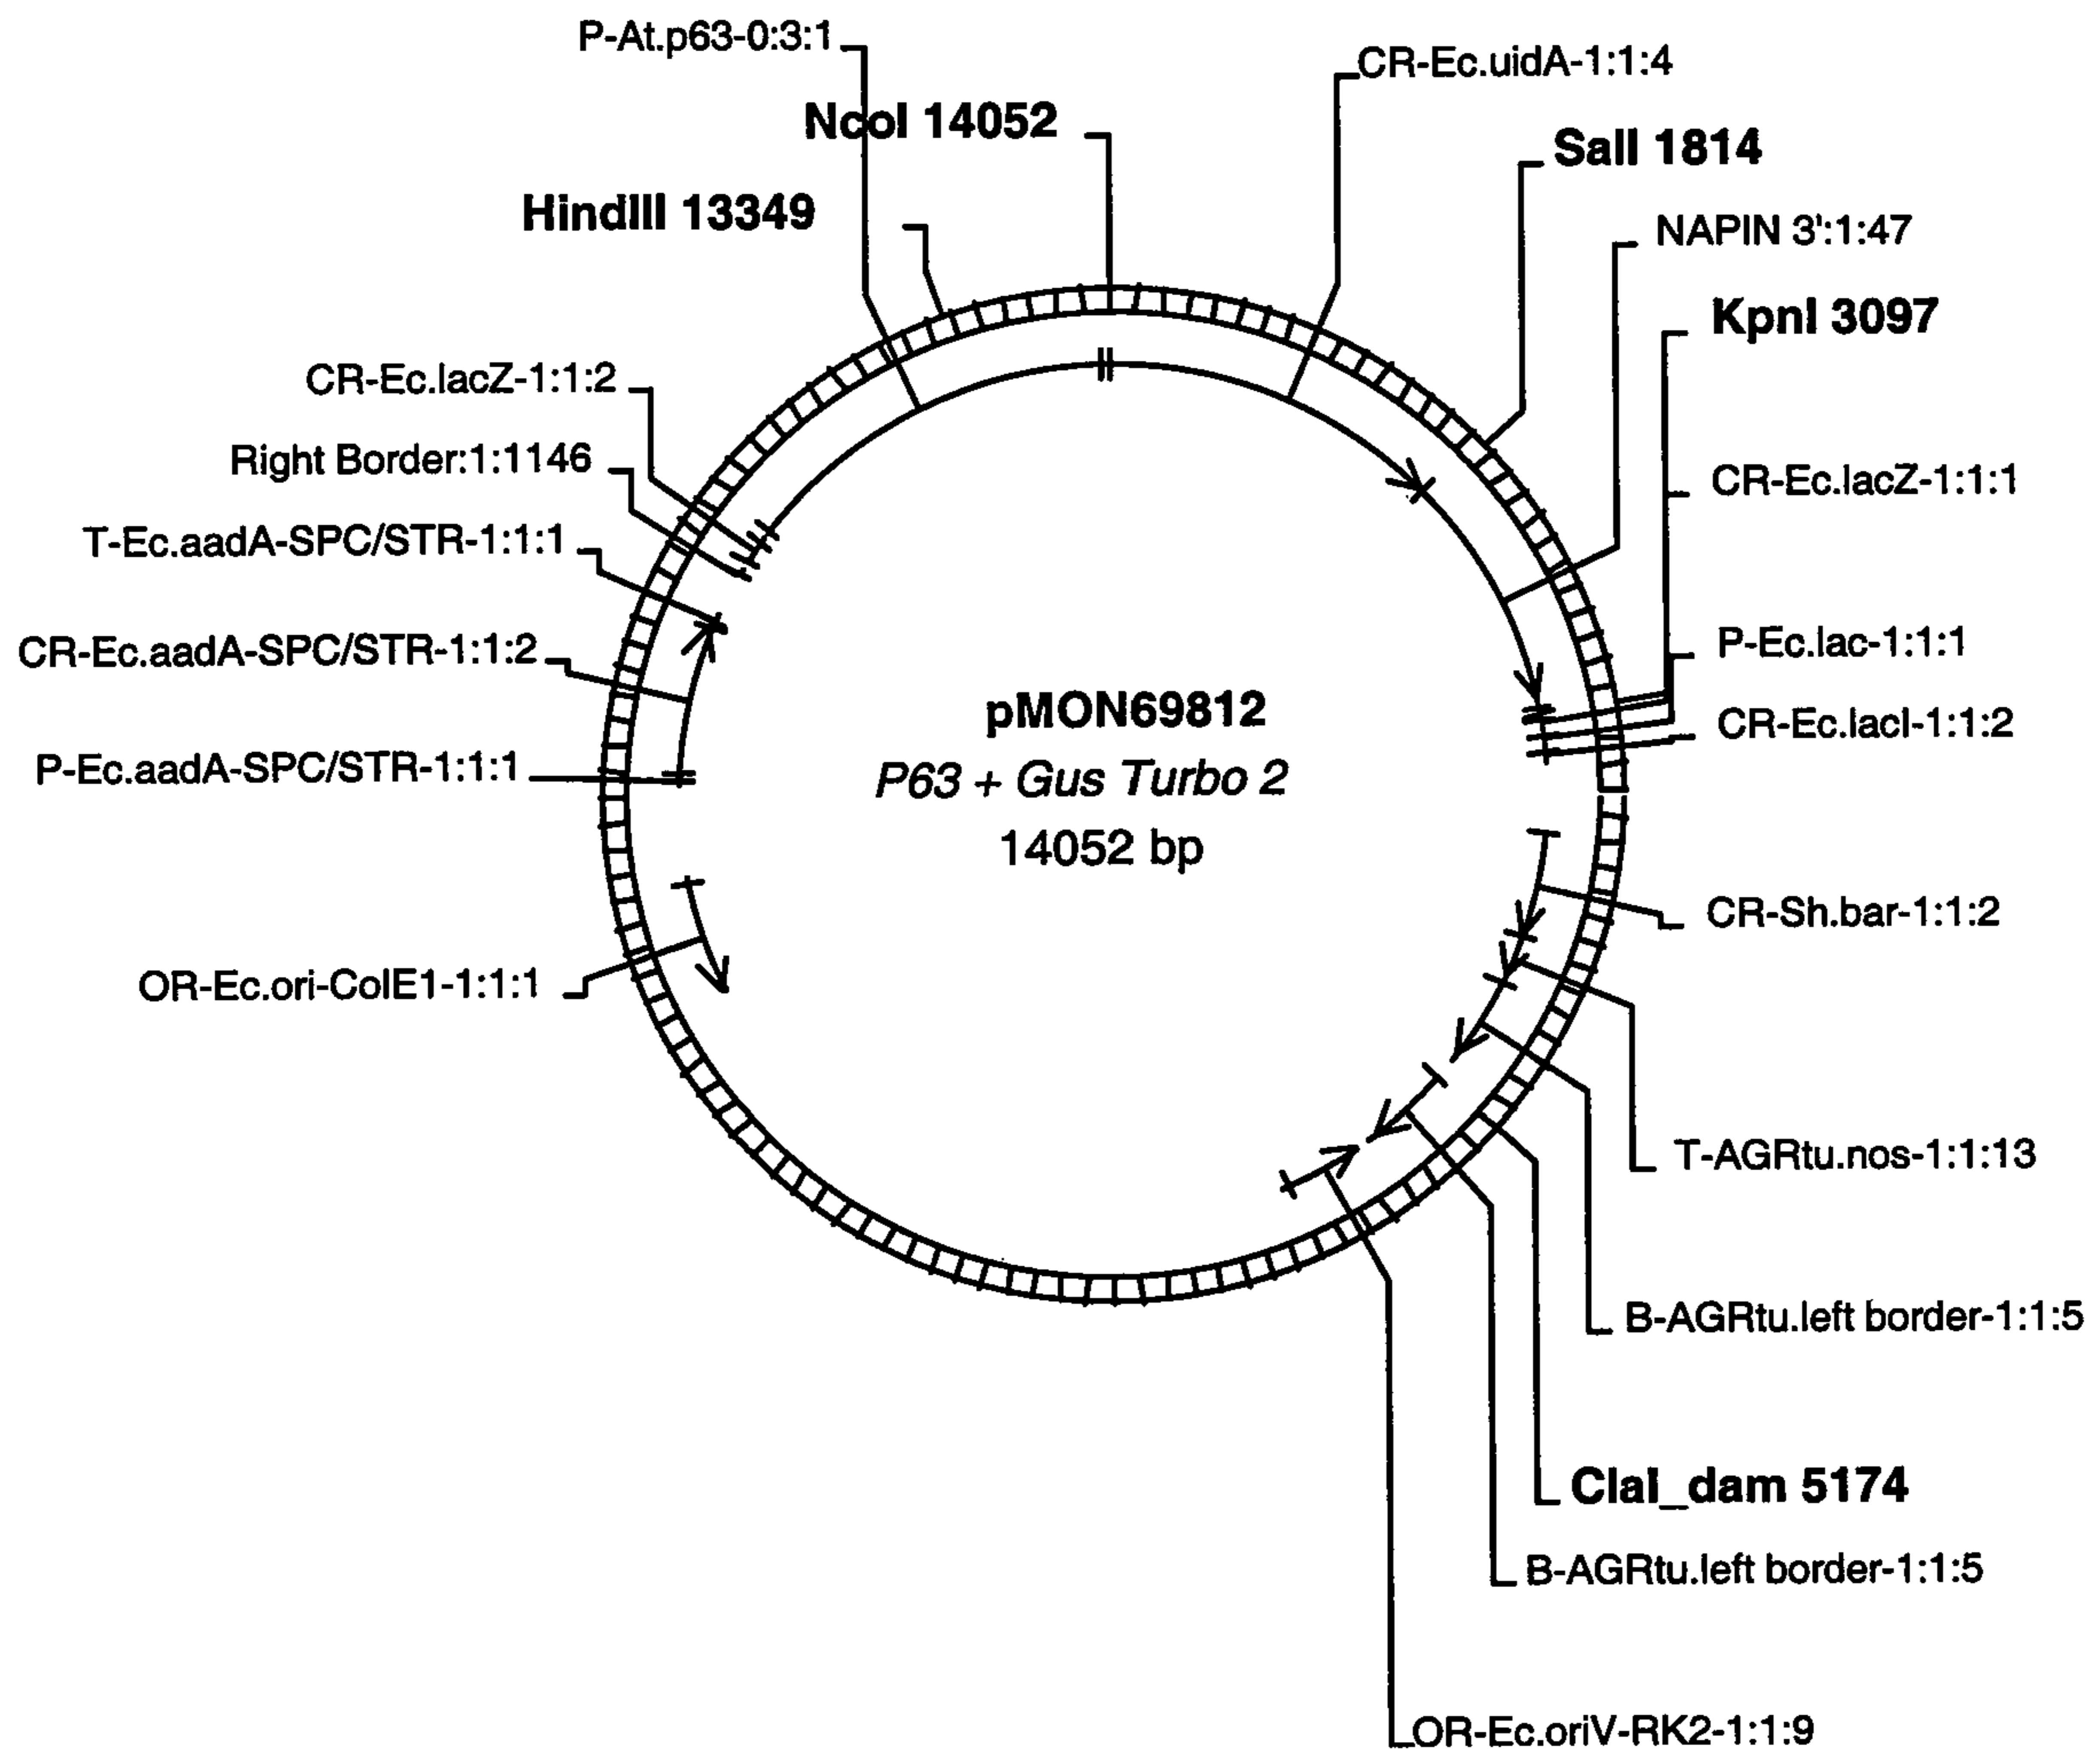 P-At.p63-0:3:1
CR-Ec.uidA-1:1:4
NcoI 14052
SalI 1814
HindIII 13349
NAPIN 3':1:47
KpnI 3097
CR-Ec.lacZ-1:1:2
Right Border:1:1146
CR-Ec.lacZ-1:1:1
T-Ec.aadA-SPC/STR-1:1:1
CR-Ec.aadA-SPC/STR-1:1:2
P-Ec.lac-1:1:1
pMON69812
CR-Ec.lacI-1:1:2
P-Ec.aadA-SPC/STR-1:1:1
P63 + Gus Turbo 2
14052 bp
CR-Sh.bar-1:1:2
OR-Ec.ori-ColE1-1:1:1
T-AGRtu.nos-1:1:13
B-AGRtu.left border-1:1:5
ClaI_dam 5174
B-AGRtu.left border-1:1:5
OR-Ec.oriV-RK2-1:1:9